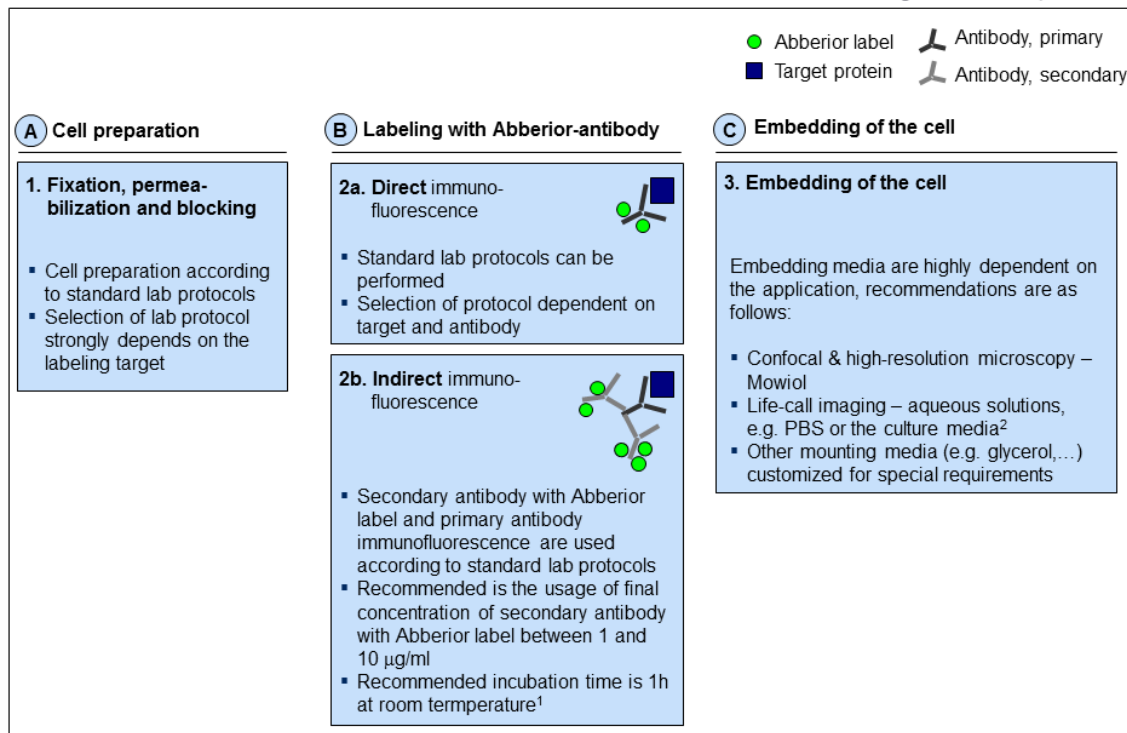 Abberior label
Antibody, primary
Target protein
Antibody, secondary
A Cell preparation
1. Fixation, permea-
bilization and blocking
▪ Cell preparation according
to standard lab protocols
▪ Selection of lab protocol
strongly depends on the
labeling target
B Labeling with Abberior-antibody
2a. Direct immuno-
fluorescence
▪ Standard lab protocols can be
performed
▪ Selection of protocol dependent on
target and antibody
2b. Indirect immuno-
fluorescence
▪ Secondary antibody with Abberior
label and primary antibody
immunofluorescence are used
according to standard lab protocols
▪ Recommended is the usage of final
concentration of secondary antibody
with Abberior label between 1 and
10 μg/ml
▪ Recommended incubation time is 1h
at room termperature¹
C Embedding of the cell
3. Embedding of the cell
Embedding media are highly dependent on
the application, recommendations are as
follows:
▪ Confocal & high-resolution microscopy –
Mowiol
▪ Life-call imaging – aqueous solutions,
e.g. PBS or the culture media²
▪ Other mounting media (e.g. glycerol,...)
customized for special requirements